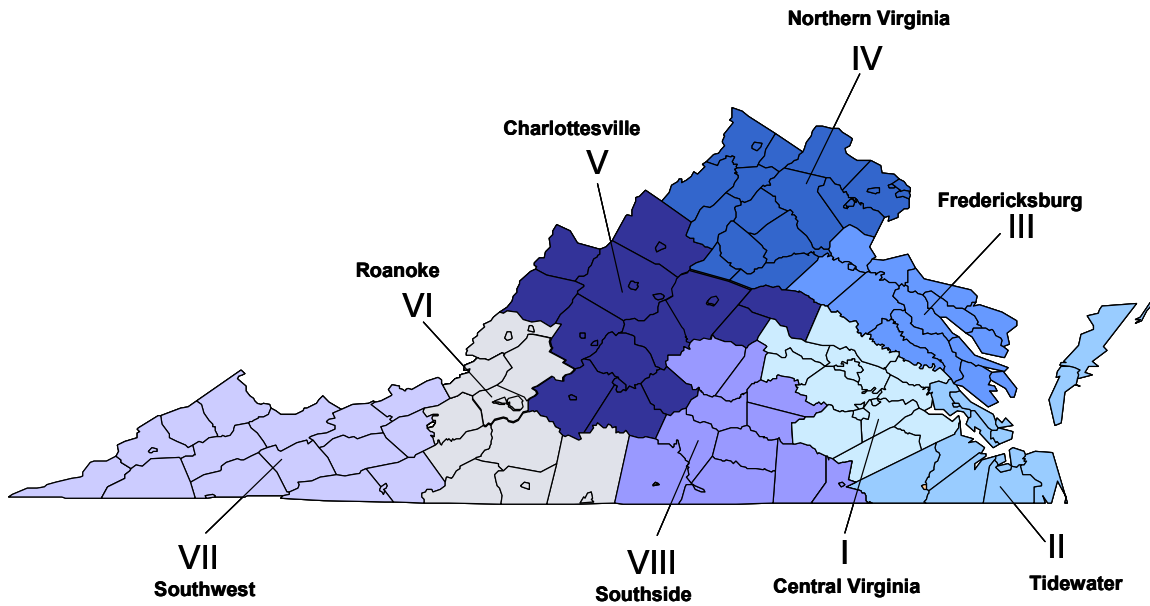 Northern Virginia
IV
Charlottesville
V
Fredericksburg
III
Roanoke
VI
VII
Southwest
VIII
Southside
I
Central Virginia
II
Tidewater